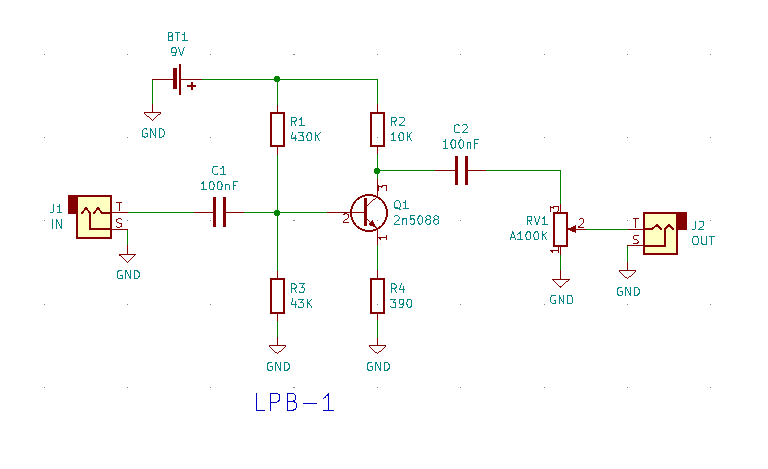 BT1
9V
GND
R1
430K
R2
10K
C2
100nF
C1
100nF
3
Q1
2n5088
2
1
J1
IN
T
S
GND
RV1
A100K
3
2
1
T
S
J2
OUT
GND
GND
R3
43K
R4
390
GND
GND
LPB-1